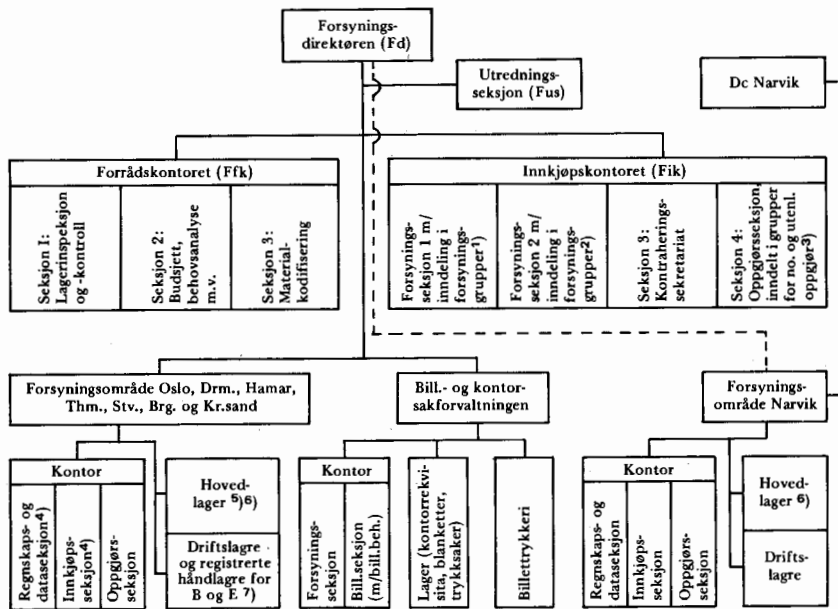 Forsynings-
direktøren (Fd)
Utrednings-
seksjon (Fus)
Dc Narvik
Forrådskontoret (Ffk)
Seksjon 1:
Lagerinspeksjon
og -kontroll
Seksjon 2:
Budsjett,
behovsanalyse
m.v.
Seksjon 3:
Material-
kodifisering
Innkjøpskontoret (Fik)
Forsynings-
seksjon 1 m/
inndeling i
forsynings-
grupper1)
Forsynings-
seksjon 2 m/
inndeling i
forsynings-
grupper2)
Seksjon 3:
Kontraherings-
sekretariat
Seksjon 4:
Oppgjørsseksjon,
inndelt i grupper
for no. og utenl.
oppgjør3)
Forsyningsområde Oslo, Drm., Hamar,
Thm., Stv., Brg. og Kr.sand
Bill.- og kontor-
sakforvaltningen
Forsynings-
område Narvik
Kontor
Regnskaps- og
dataseksjon4)
Innkjøps-
seksjon4)
Oppgjørs-
seksjon
Hoved-
lager 5)6)
Driftslagre
og registrerte
håndlagre for
B og E 7)
Kontor
Forsynings-
seksjon
Bill.seksjon
(m/bill.beh.)
Lager (kontorrekvi-
sita, blanketter,
trykksaker)
Billettrykkeri
Kontor
Regnskaps- og
dataseksjon
Innkjøps-
seksjon
Oppgjørs-
seksjon
Hoved-
lager 6)
Drifts-
lagre